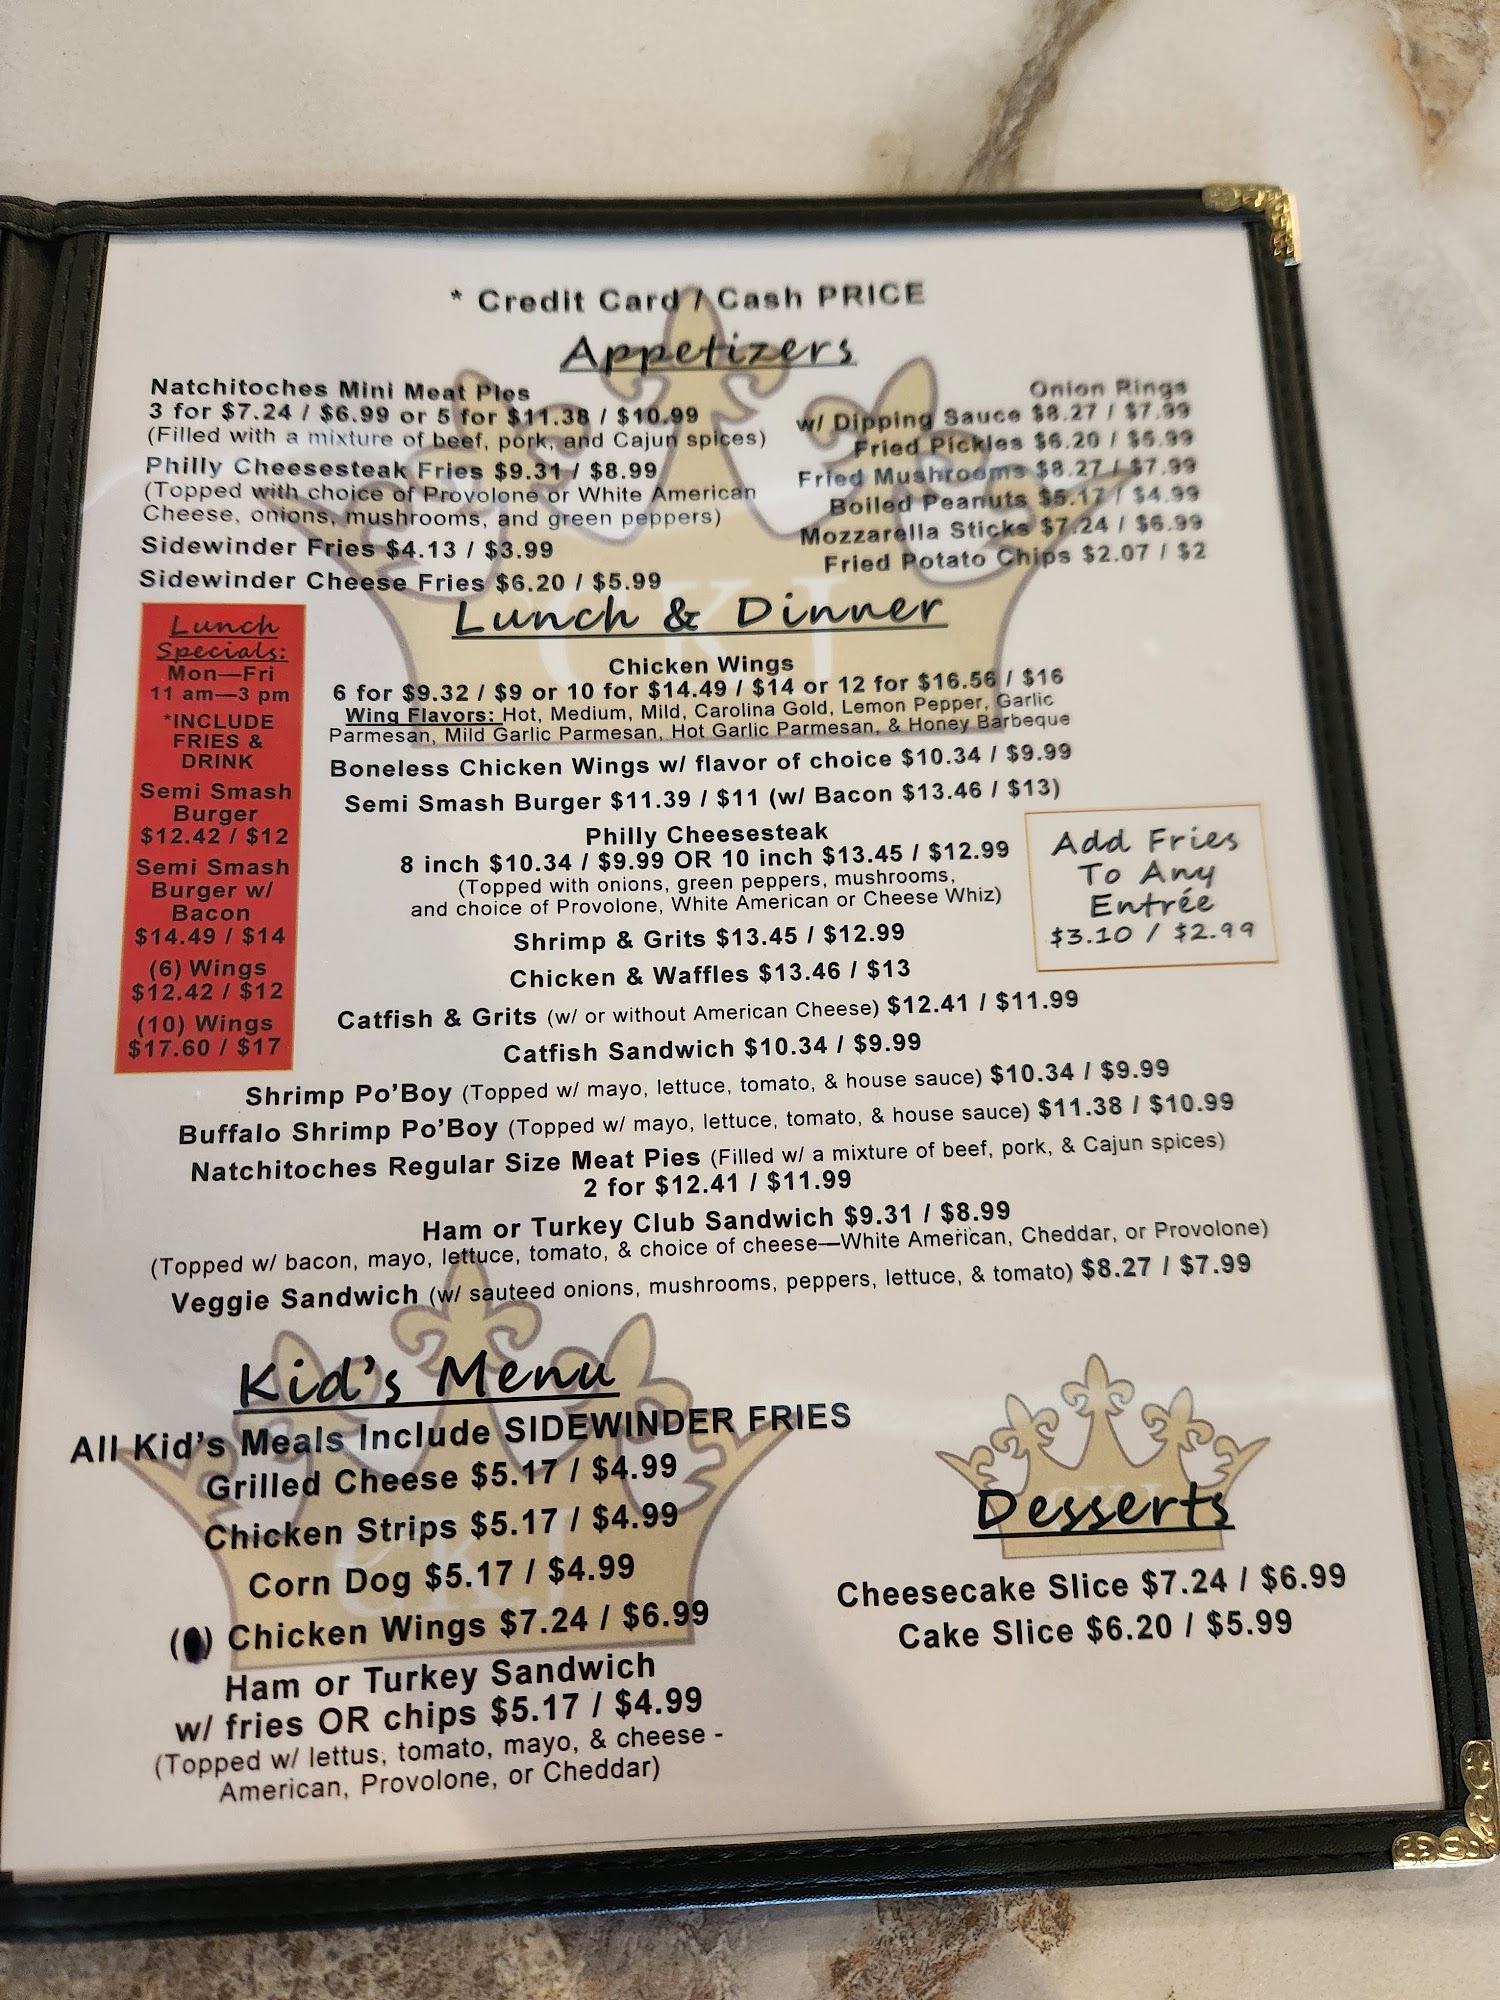 * Credit Card / Cash PRICE
Appetizers
Natchitoches Mini Meat Pies
3 for $7.24 / $6.99 or 5 for $11.38 / $10.99
(Filled with a mixture of beef, pork, and Cajun spices)
Philly Cheesesteak Fries $9.31 / $8.99
(Topped with choice of Provolone or White American
Cheese, onions, mushrooms, and green peppers)
Sidewinder Fries $4.13 / $3.99
Sidewinder Cheese Fries $6.20 / $5.99
Onion Rings
w/ Dipping Sauce $8.27 / $7.99
Fried Pickles $6.20 / $5.99
Fried Mushrooms $8.27 / $7.99
Boiled Peanuts $5.17 / $4.99
Mozzarella Sticks $7.24 / $6.99
Fried Potato Chips $2.07 / $2
Lunch & Dinner
Lunch
Specials:
Mon—Fri
11 am—3 pm
*INCLUDE
FRIES &
DRINK
Semi Smash
Burger
$12.42 / $12
Semi Smash
Burger w/
Bacon
$14.49 / $14
(6) Wings
$12.42 / $12
(10) Wings
$17.60 / $17
Chicken Wings
6 for $9.32 / $9 or 10 for $14.49 / $14 or 12 for $16.56 / $16
Wing Flavors: Hot, Medium, Mild, Carolina Gold, Lemon Pepper, Garlic
Parmesan, Mild Garlic Parmesan, Hot Garlic Parmesan, & Honey Barbeque
Boneless Chicken Wings w/ flavor of choice $10.34 / $9.99
Semi Smash Burger $11.39 / $11 (w/ Bacon $13.46 / $13)
Philly Cheesesteak
8 inch $10.34 / $9.99 OR 10 inch $13.45 / $12.99
(Topped with onions, green peppers, mushrooms,
and choice of Provolone, White American or Cheese Whiz)
Add Fries
To Any
Entrée
$3.10 / $2.99
Shrimp & Grits $13.45 / $12.99
Chicken & Waffles $13.46 / $13
Catfish & Grits (w/ or without American Cheese) $12.41 / $11.99
Catfish Sandwich $10.34 / $9.99
Shrimp Po'Boy (Topped w/ mayo, lettuce, tomato, & house sauce) $10.34 / $9.99
Buffalo Shrimp Po'Boy (Topped w/ mayo, lettuce, tomato, & house sauce) $11.38 / $10.99
Natchitoches Regular Size Meat Pies (Filled w/ a mixture of beef, pork, & Cajun spices)
2 for $12.41 / $11.99
Ham or Turkey Club Sandwich $9.31 / $8.99
(Topped w/ bacon, mayo, lettuce, tomato, & choice of cheese—White American, Cheddar, or Provolone)
Veggie Sandwich (w/ sauteed onions, mushrooms, peppers, lettuce, & tomato) $8.27 / $7.99
Kid's Menu
All Kid's Meals Include SIDEWINDER FRIES
Grilled Cheese $5.17 / $4.99
Chicken Strips $5.17 / $4.99
Corn Dog $5.17 / $4.99
Chicken Wings $7.24 / $6.99
Ham or Turkey Sandwich
w/ fries OR chips $5.17 / $4.99
(Topped w/ lettus, tomato, mayo, & cheese -
American, Provolone, or Cheddar)
Desserts
Cheesecake Slice $7.24 / $6.99
Cake Slice $6.20 / $5.99